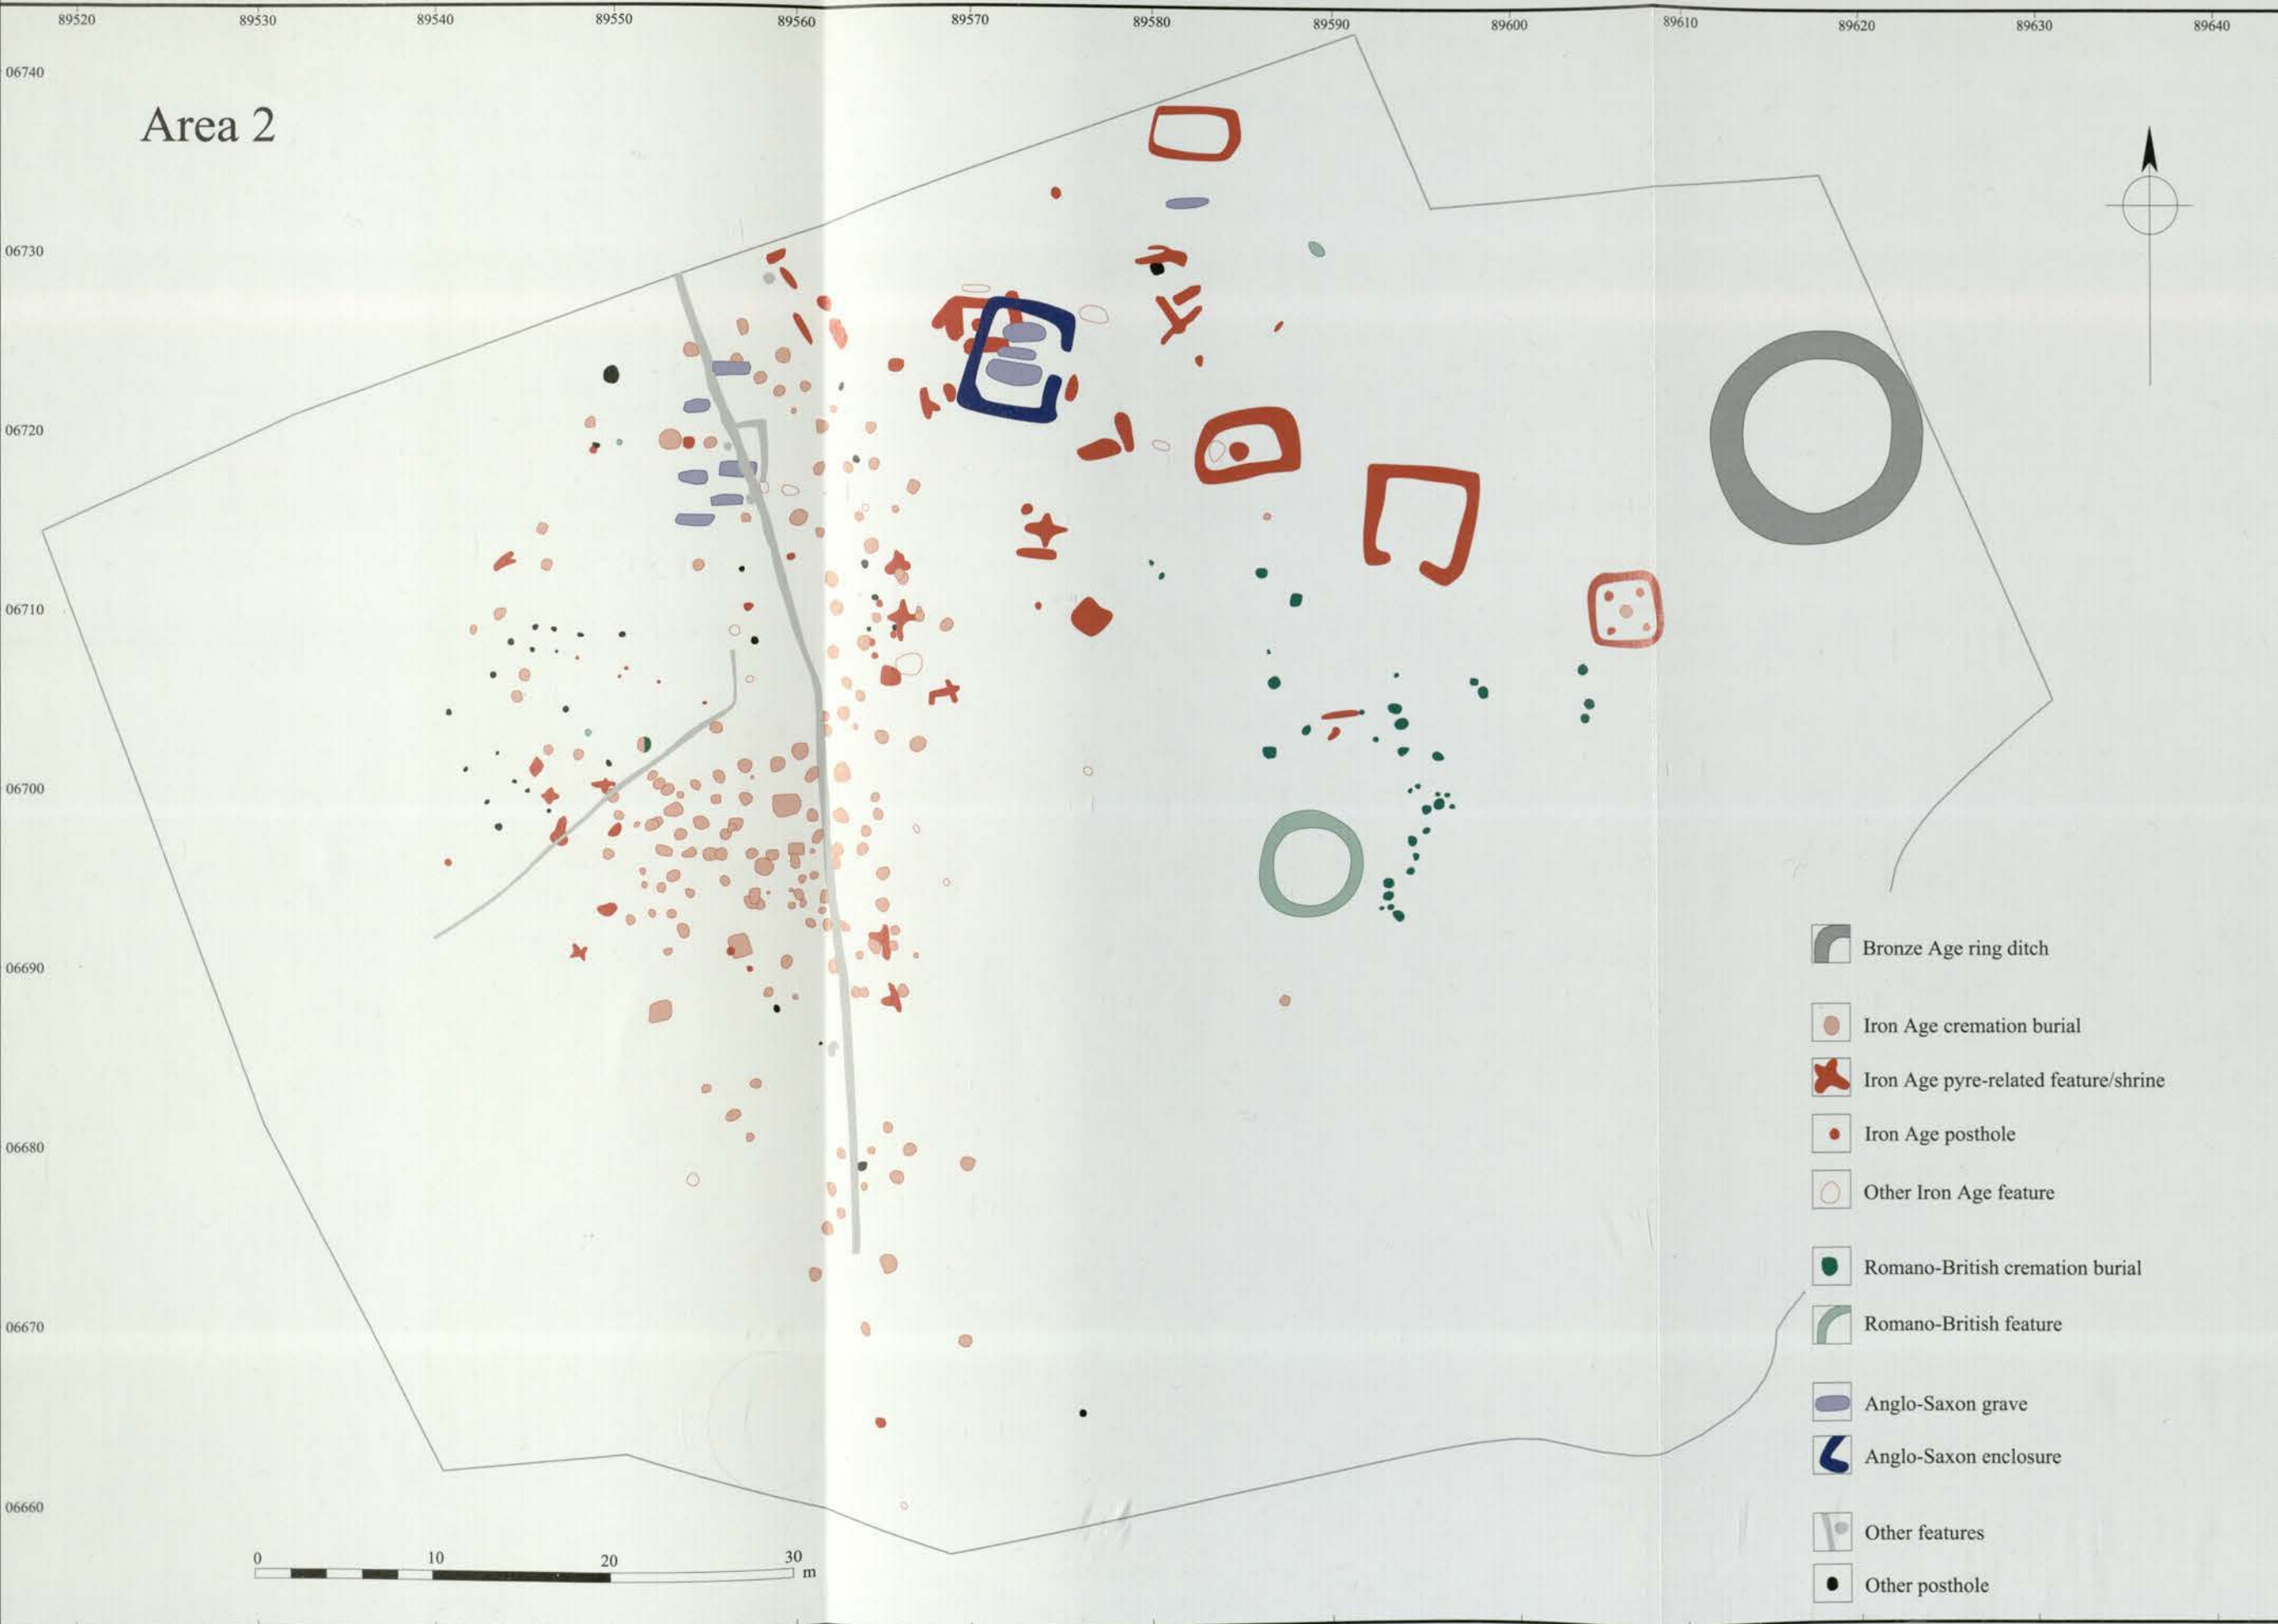 89520 89530 89540 89550 89560 89570 89580 89590 89600 89610 89620 89630 89640
06740
Area 2
06730
06720
06710
06700
06690
06680
06670
06660
Bronze Age ring ditch
Iron Age cremation burial
Iron Age pyre-related feature/shrine
Iron Age posthole
Other Iron Age feature
Romano-British cremation burial
Romano-British feature
Anglo-Saxon grave
Anglo-Saxon enclosure
Other features
Other posthole
0 10 20 30
m